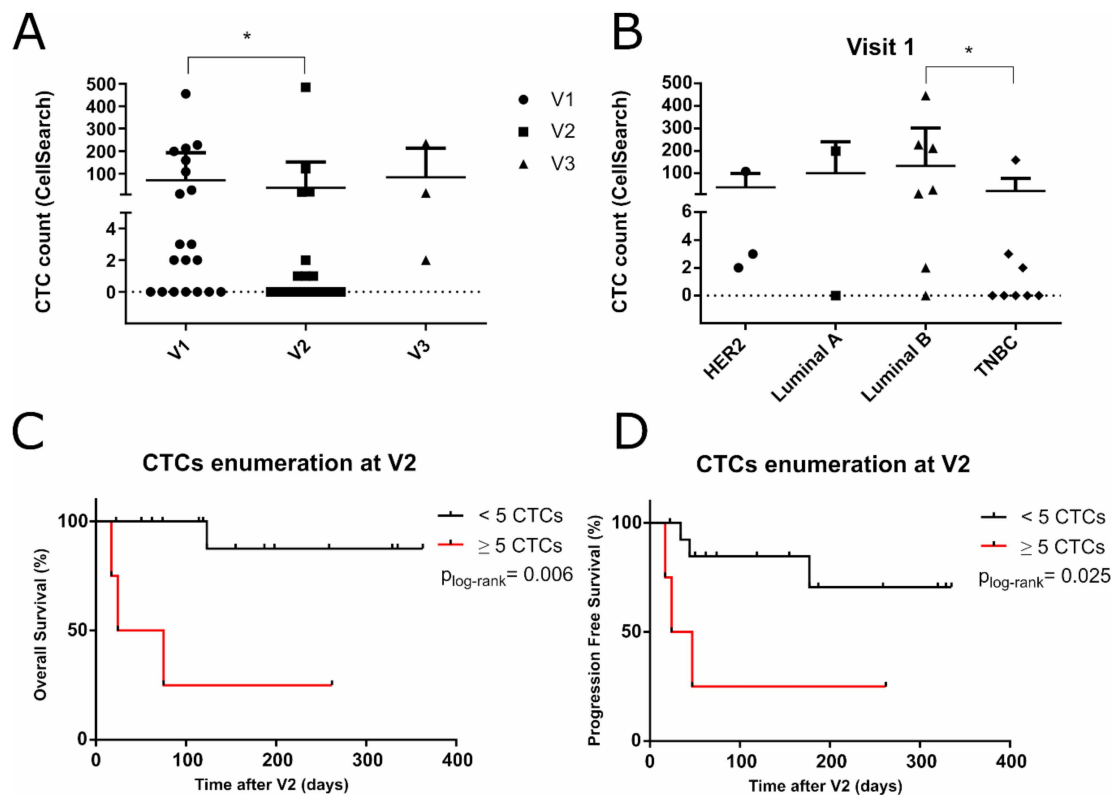 A
*
CTC count (CellSearch)
500
400
300
200
100
4
2
0
V1
V2
V3
V1
V2
V3
B
Visit 1
*
CTC count (CellSearch)
500
400
300
200
100
6
4
2
0
HER2
Luminal A
Luminal B
TNBC
C
CTCs enumeration at V2
Overall Survival (%)
100
50
0
0 100 200 300 400
Time after V2 (days)
< 5 CTCs
≥ 5 CTCs
plog-rank= 0.006
D
CTCs enumeration at V2
Progression Free Survival (%)
100
50
0
0 100 200 300 400
Time after V2 (days)
< 5 CTCs
≥ 5 CTCs
plog-rank= 0.025